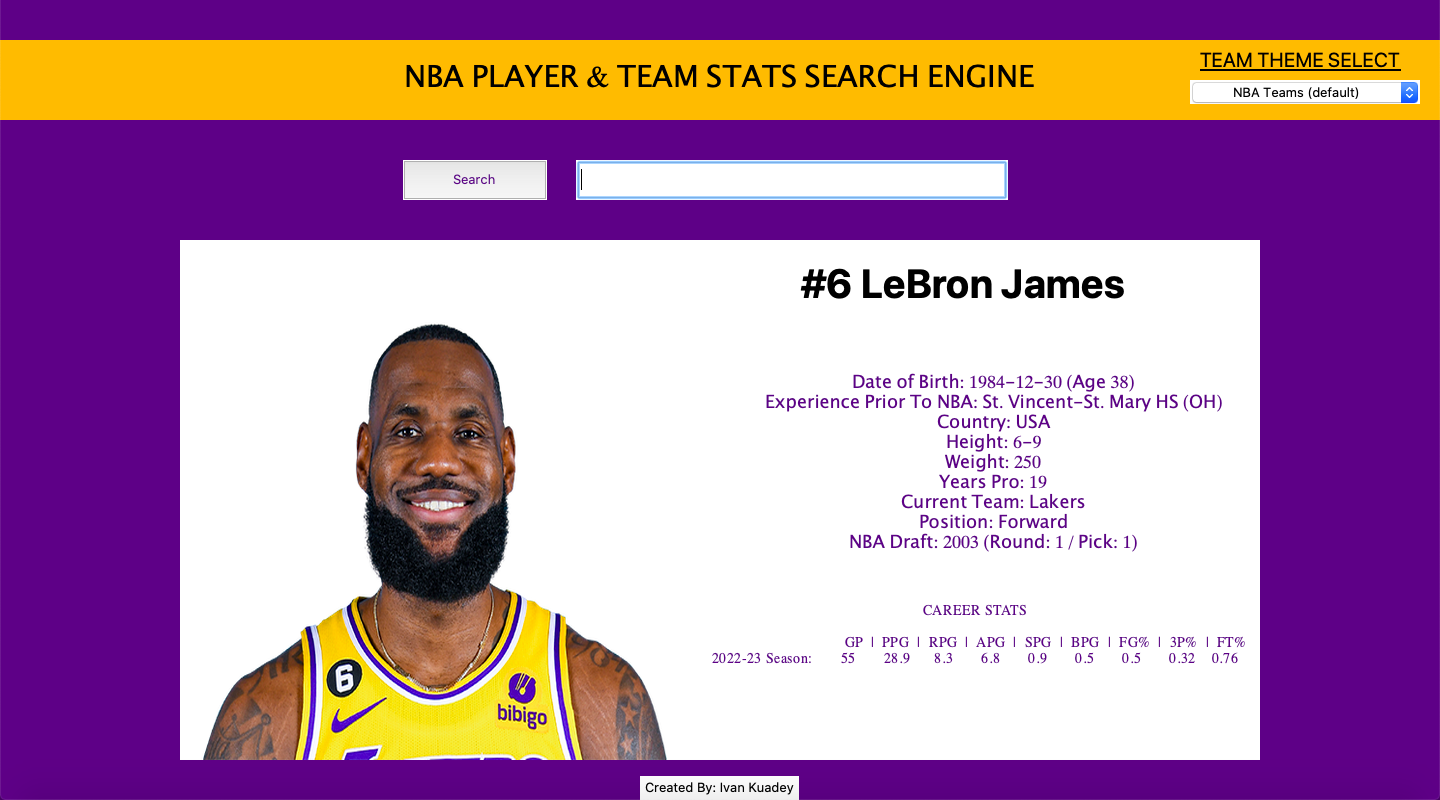 NBA PLAYER & TEAM STATS SEARCH ENGINE
TEAM THEME SELECT
NBA Teams (default)
Search
#6 LeBron James
Date of Birth: 1984-12-30 (Age 38)
Experience Prior To NBA: St. Vincent-St. Mary HS (OH)
Country: USA
Height: 6-9
Weight: 250
Years Pro: 19
Current Team: Lakers
Position: Forward
NBA Draft: 2003 (Round: 1 / Pick: 1)
CAREER STATS
GP | PPG | RPG | APG | SPG | BPG | FG% | 3P% | FT%
2022-23 Season: 55 28.9 8.3 6.8 0.9 0.5 0.5 0.32 0.76
6
bibigo
Created By: Ivan Kuadey